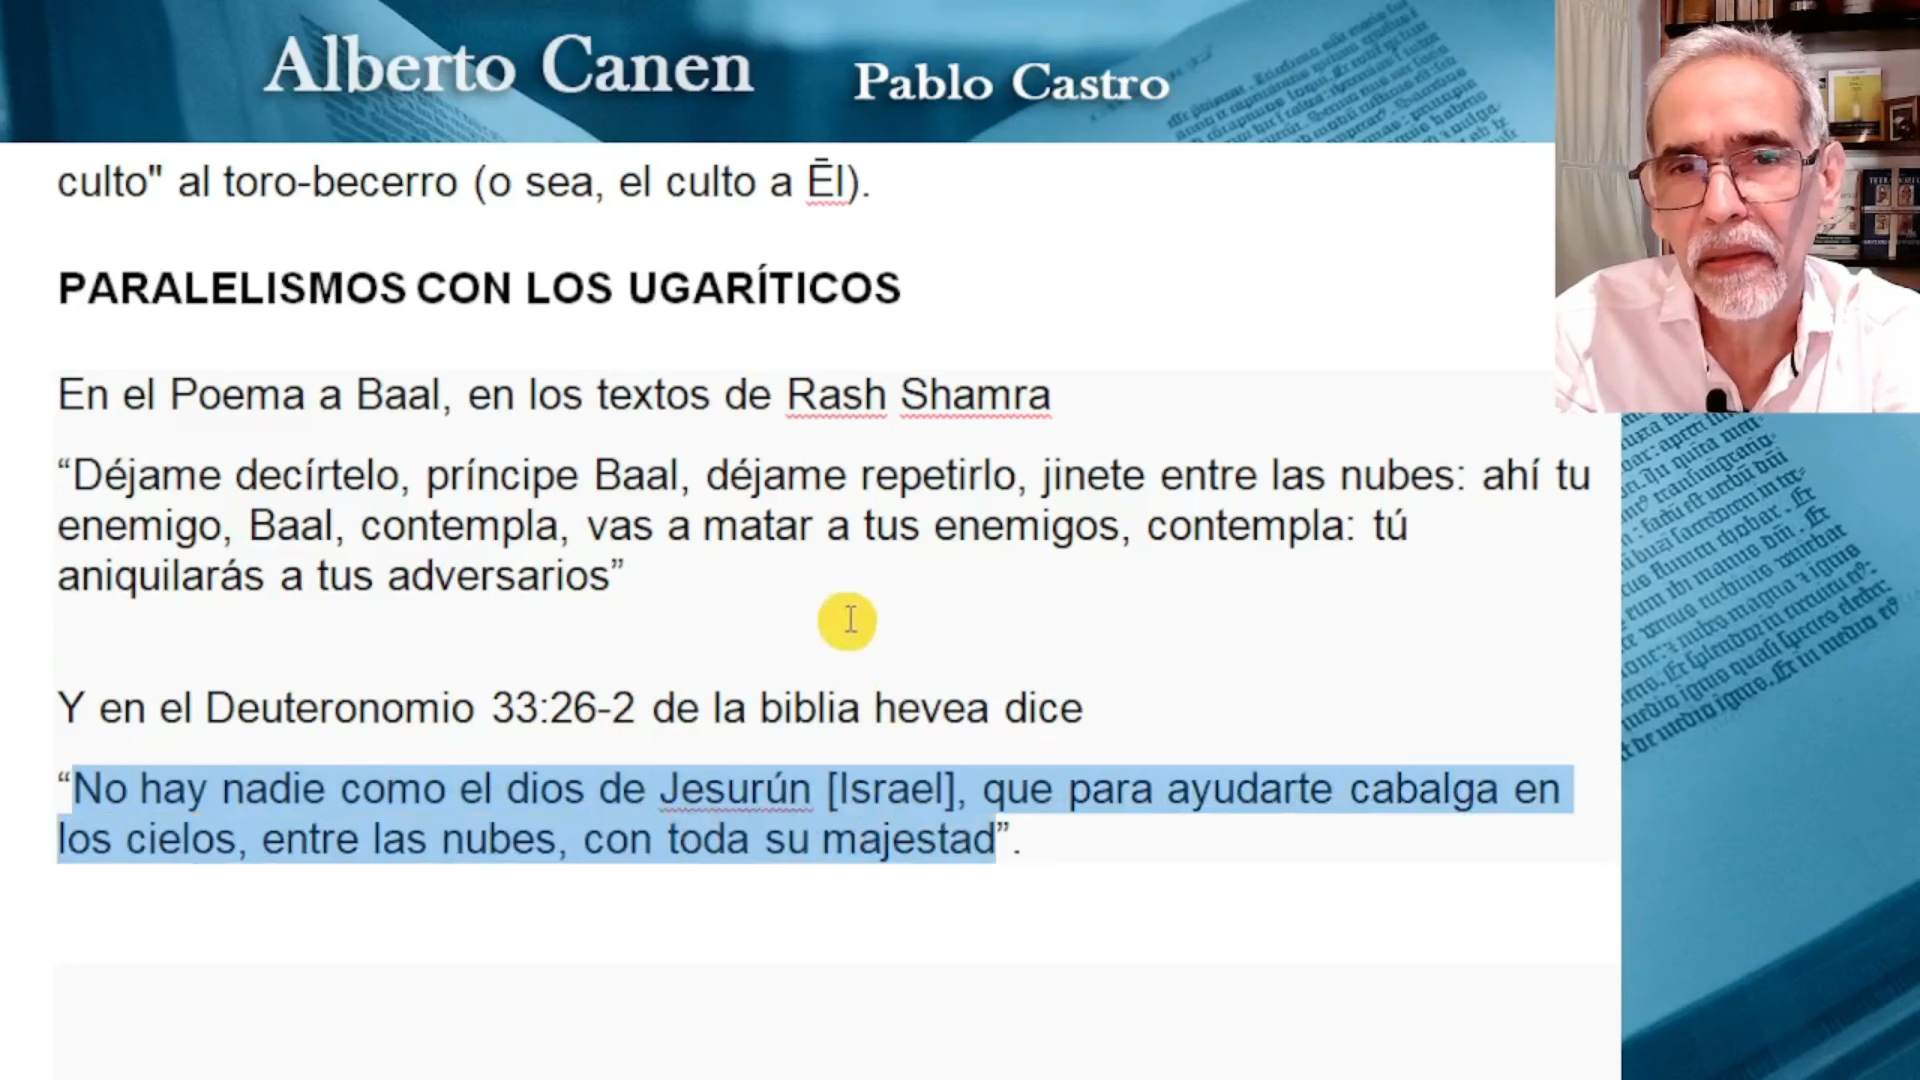 Alberto Canen Pablo Castro
culto" al toro-becerro (o sea, el culto a Ēl).
PARALELISMOS CON LOS UGARÍTICOS
En el Poema a Baal, en los textos de Rash Shamra
“Déjame decírtelo, príncipe Baal, déjame repetirlo, jinete entre las nubes: ahí tu
enemigo, Baal, contempla, vas a matar a tus enemigos, contempla: tú
aniquilarás a tus adversarios”
Y en el Deuteronomio 33:26-2 de la biblia hevea dice
“No hay nadie como el dios de Jesurún [Israel], que para ayudarte cabalga en
los cielos, entre las nubes, con toda su majestad”.